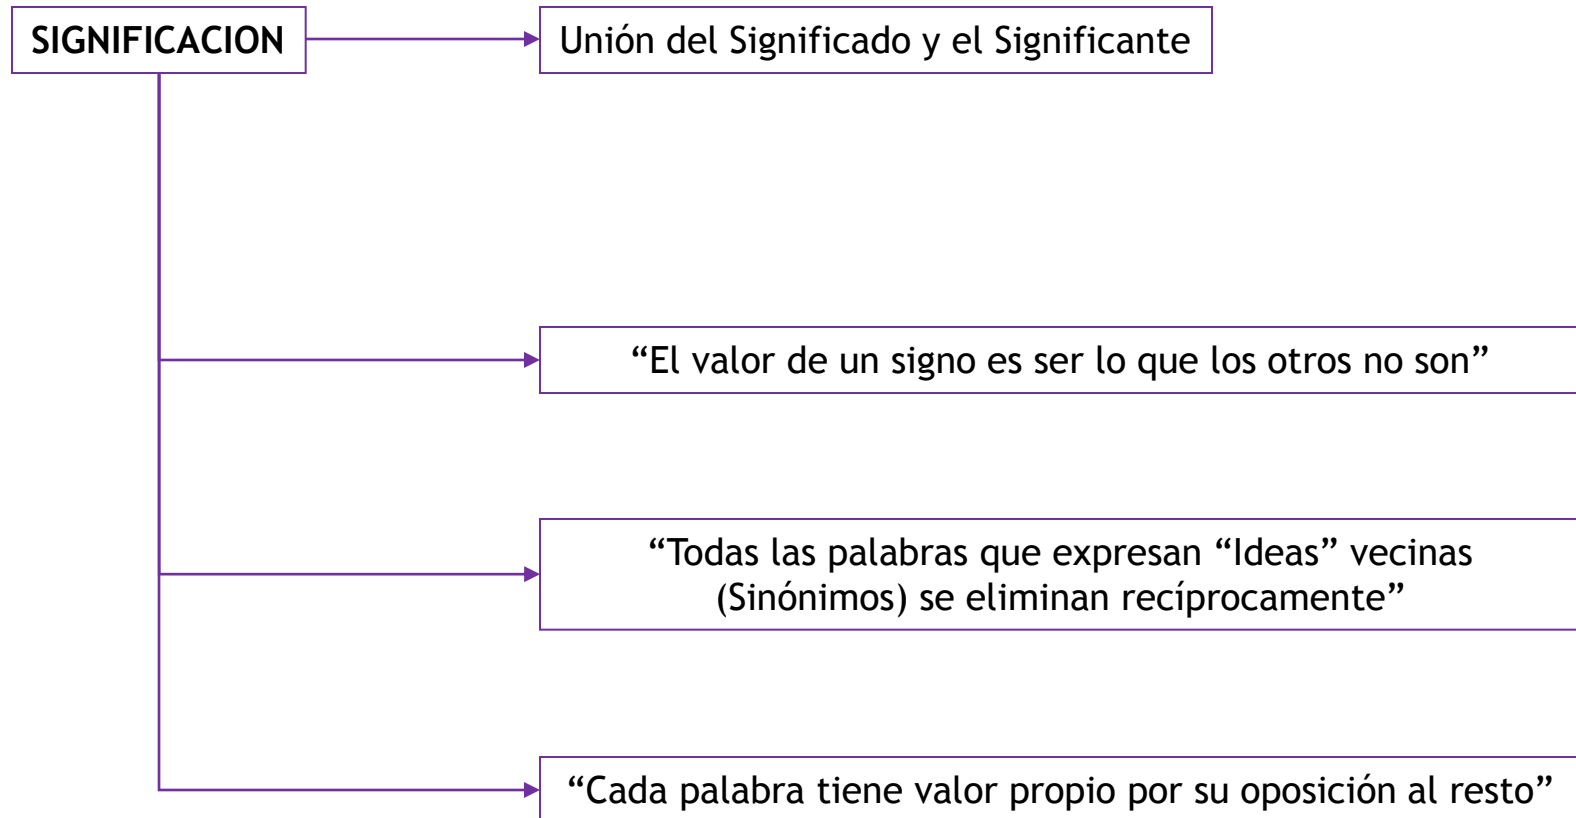 SIGNIFICACION
Unión del Significado y el Significante
“El valor de un signo es ser lo que los otros no son”
“Todas las palabras que expresan “Ideas” vecinas
(Sinónimos) se eliminan recíprocamente”
“Cada palabra tiene valor propio por su oposición al resto”